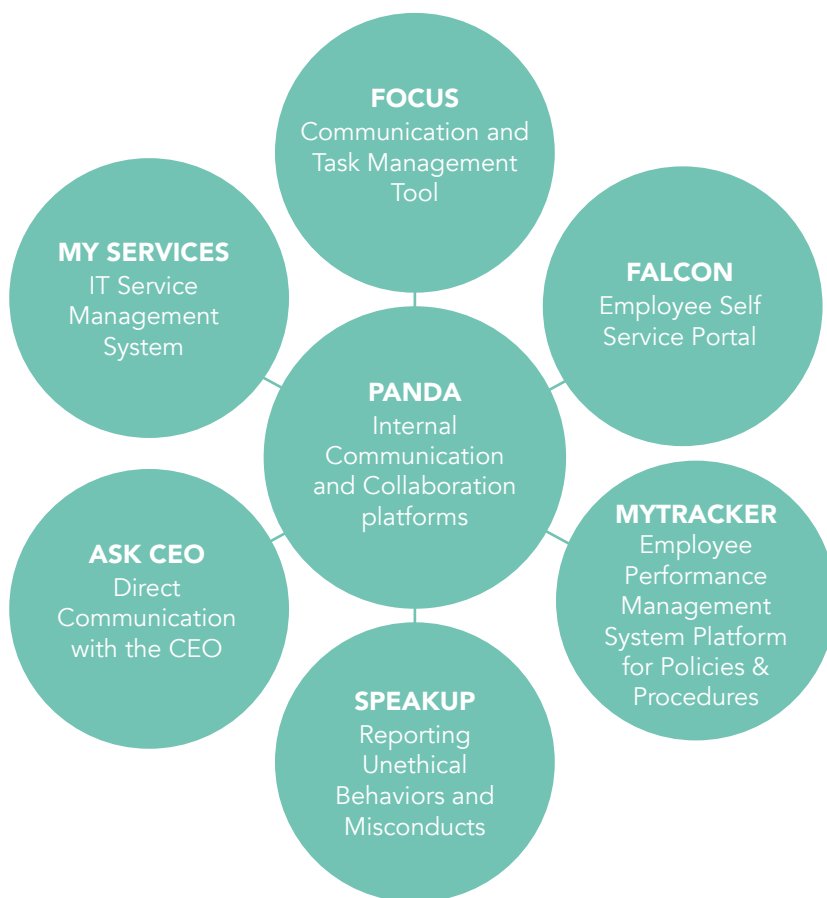 FOCUS
Communication and
Task Management
Tool
MY SERVICES
IT Service
Management
System
FALCON
Employee Self
Service Portal
PANDA
Internal
Communication
and Collaboration
platforms
ASK CEO
Direct
Communication
with the CEO
MYTRACKER
Employee
Performance
Management
System Platform
for Policies &
Procedures
SPEAKUP
Reporting
Unethical
Behaviors and
Misconducts